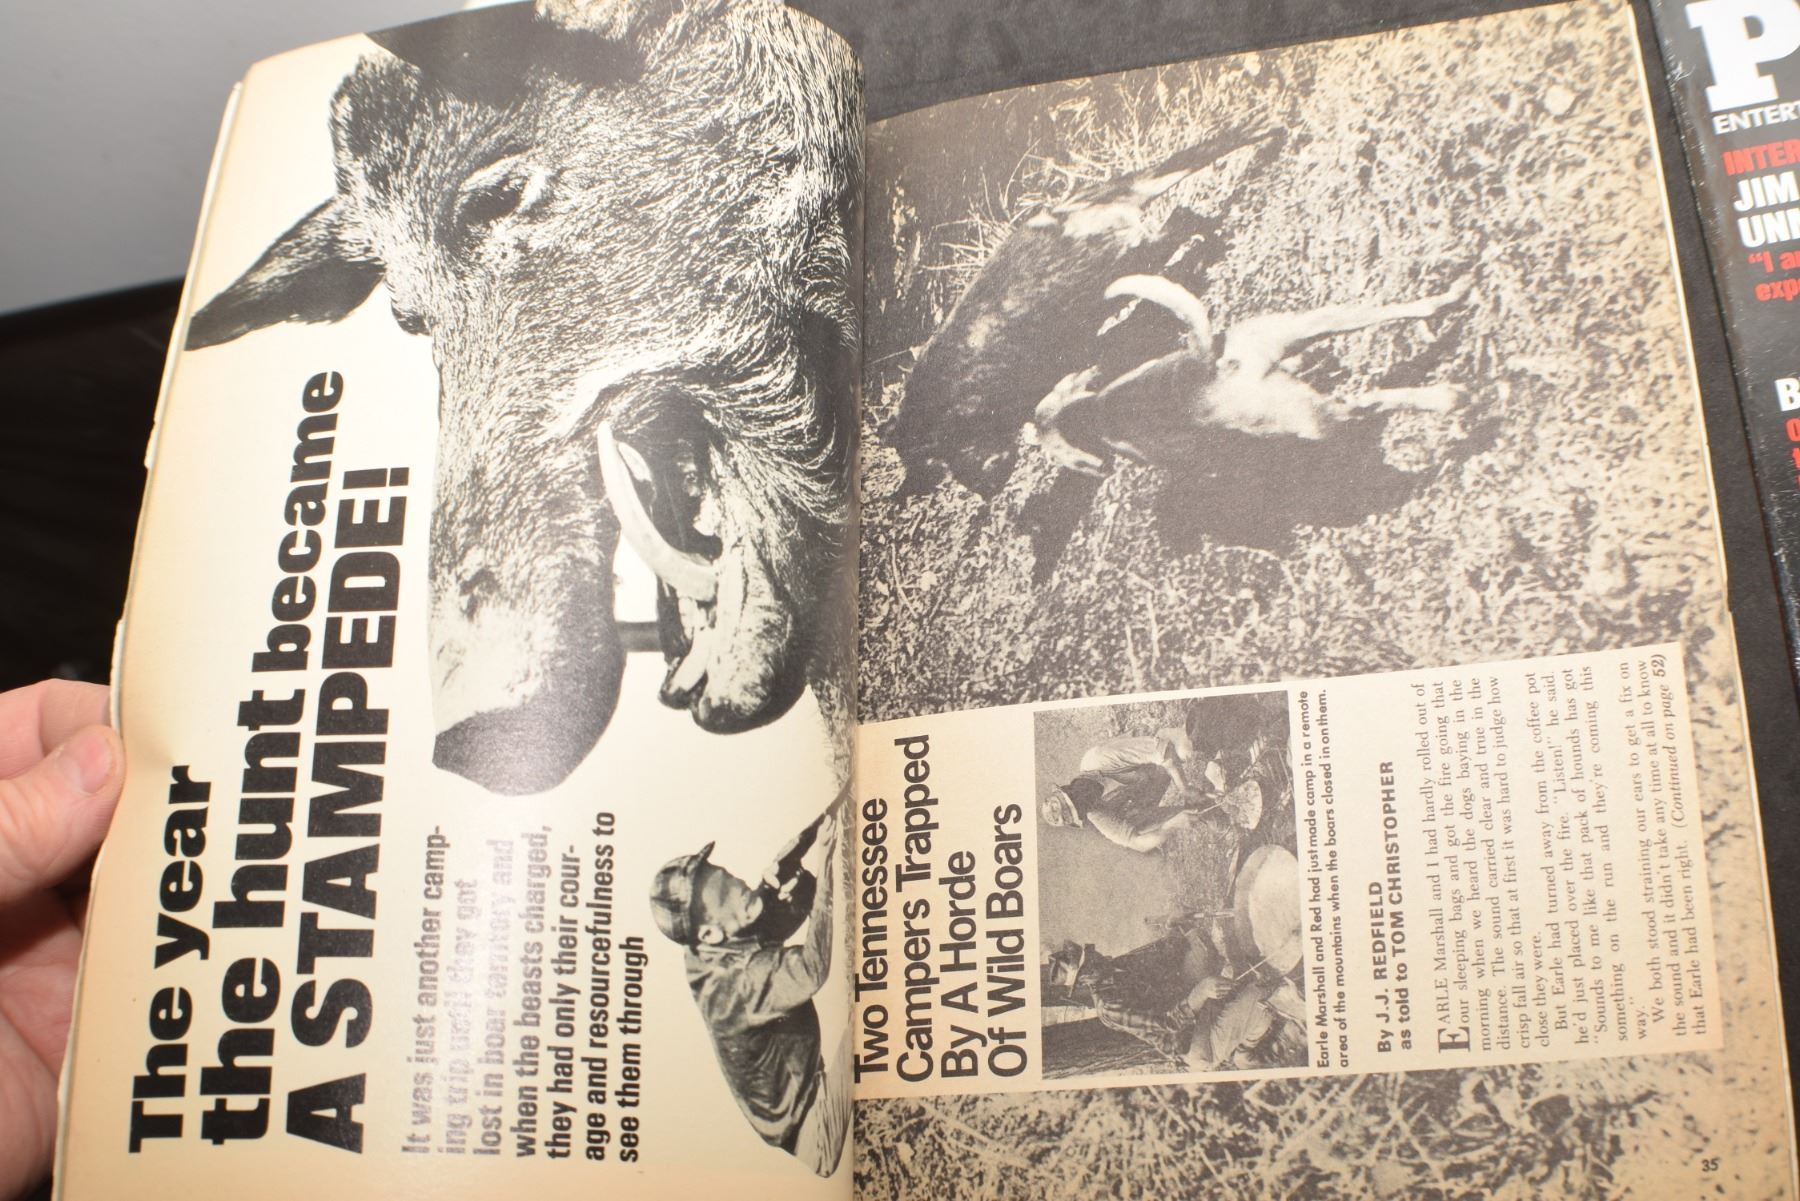 The year
the hunt became
A STAMPEDE!
It was just another camp-
ing trip until they got
lost in boar territory and
when the beasts charged,
they had only their cour-
age and resourcefulness to
see them through
Two Tennessee
Campers Trapped
By A Horde
Of Wild Boars
Earle Marshall and Red had just made camp in a remote
area of the mountains when the boars closed in on them.
By J.J. REDFIELD
as told to TOM CHRISTOPHER
EARLE Marshall and I had hardly rolled out of
our sleeping bags and got the fire going that
morning when we heard the dogs baying in the
distance. The sound carried clear and true in the
crisp fall air so that at first it was hard to judge how
close they were.
But Earle had turned away from the coffee pot
he'd just placed over the fire. "Listen!" he said.
"Sounds to me like that pack of hounds has got
something on the run and they're coming this
way."
We both stood straining our ears to get a fix on
the sound and it didn't take any time at all to know
that Earle had been right. (Continued on page 52)
35
P
ENTER
INTER
JIM
UNI
"I a
exp
B